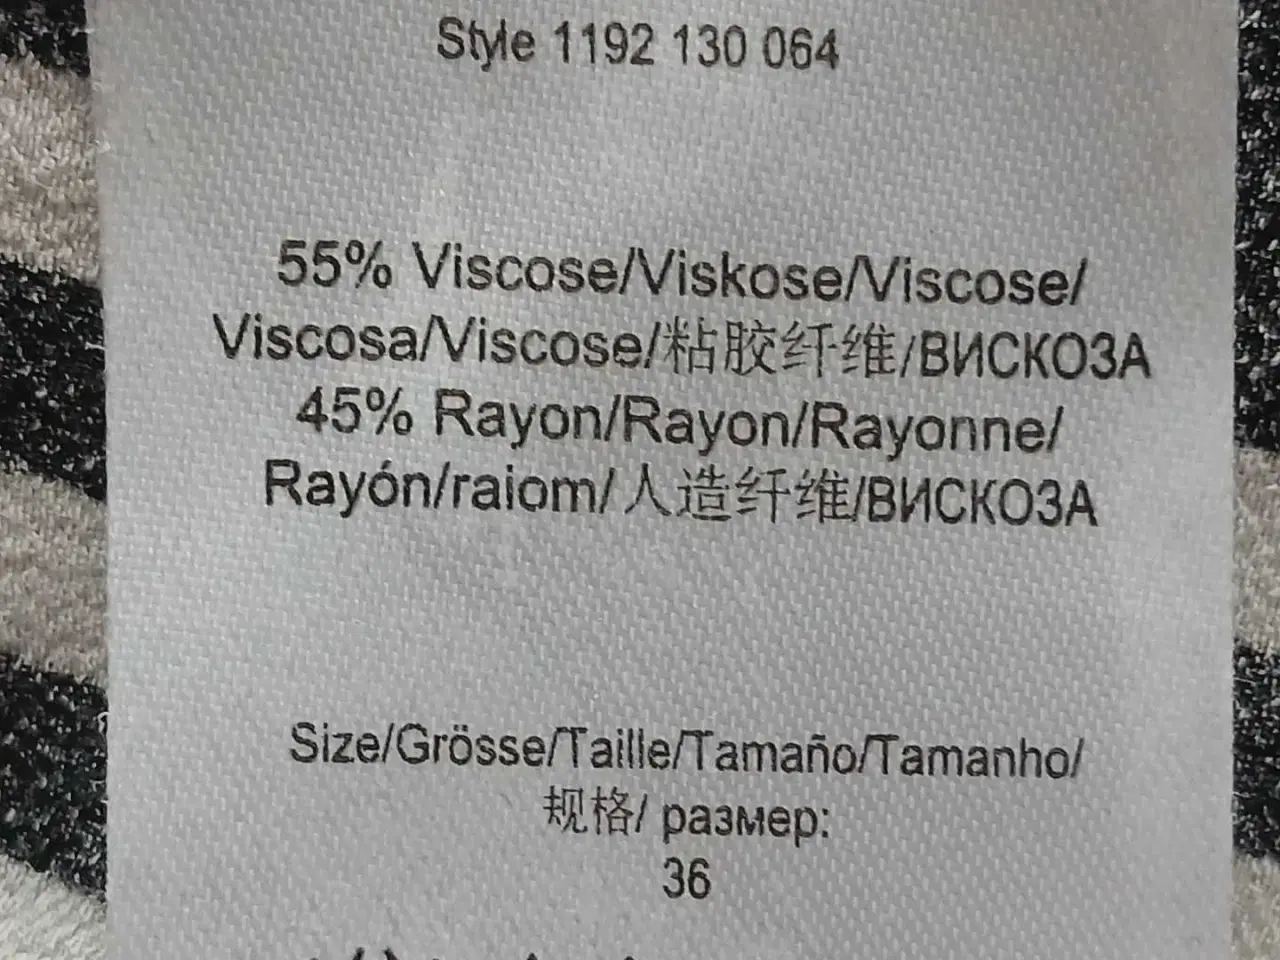 Style 1192 130 064
55% Viscose/Viskose/Viscose/
Viscosa/Viscose/粘胶纤维/ВИСКОЗА
45% Rayon/Rayon/Rayonne/
Rayón/raiom/人造纤维/ВИСКОЗА
Size/Grösse/Taille/Tamaño/Tamanho/
规格/ размер:
36